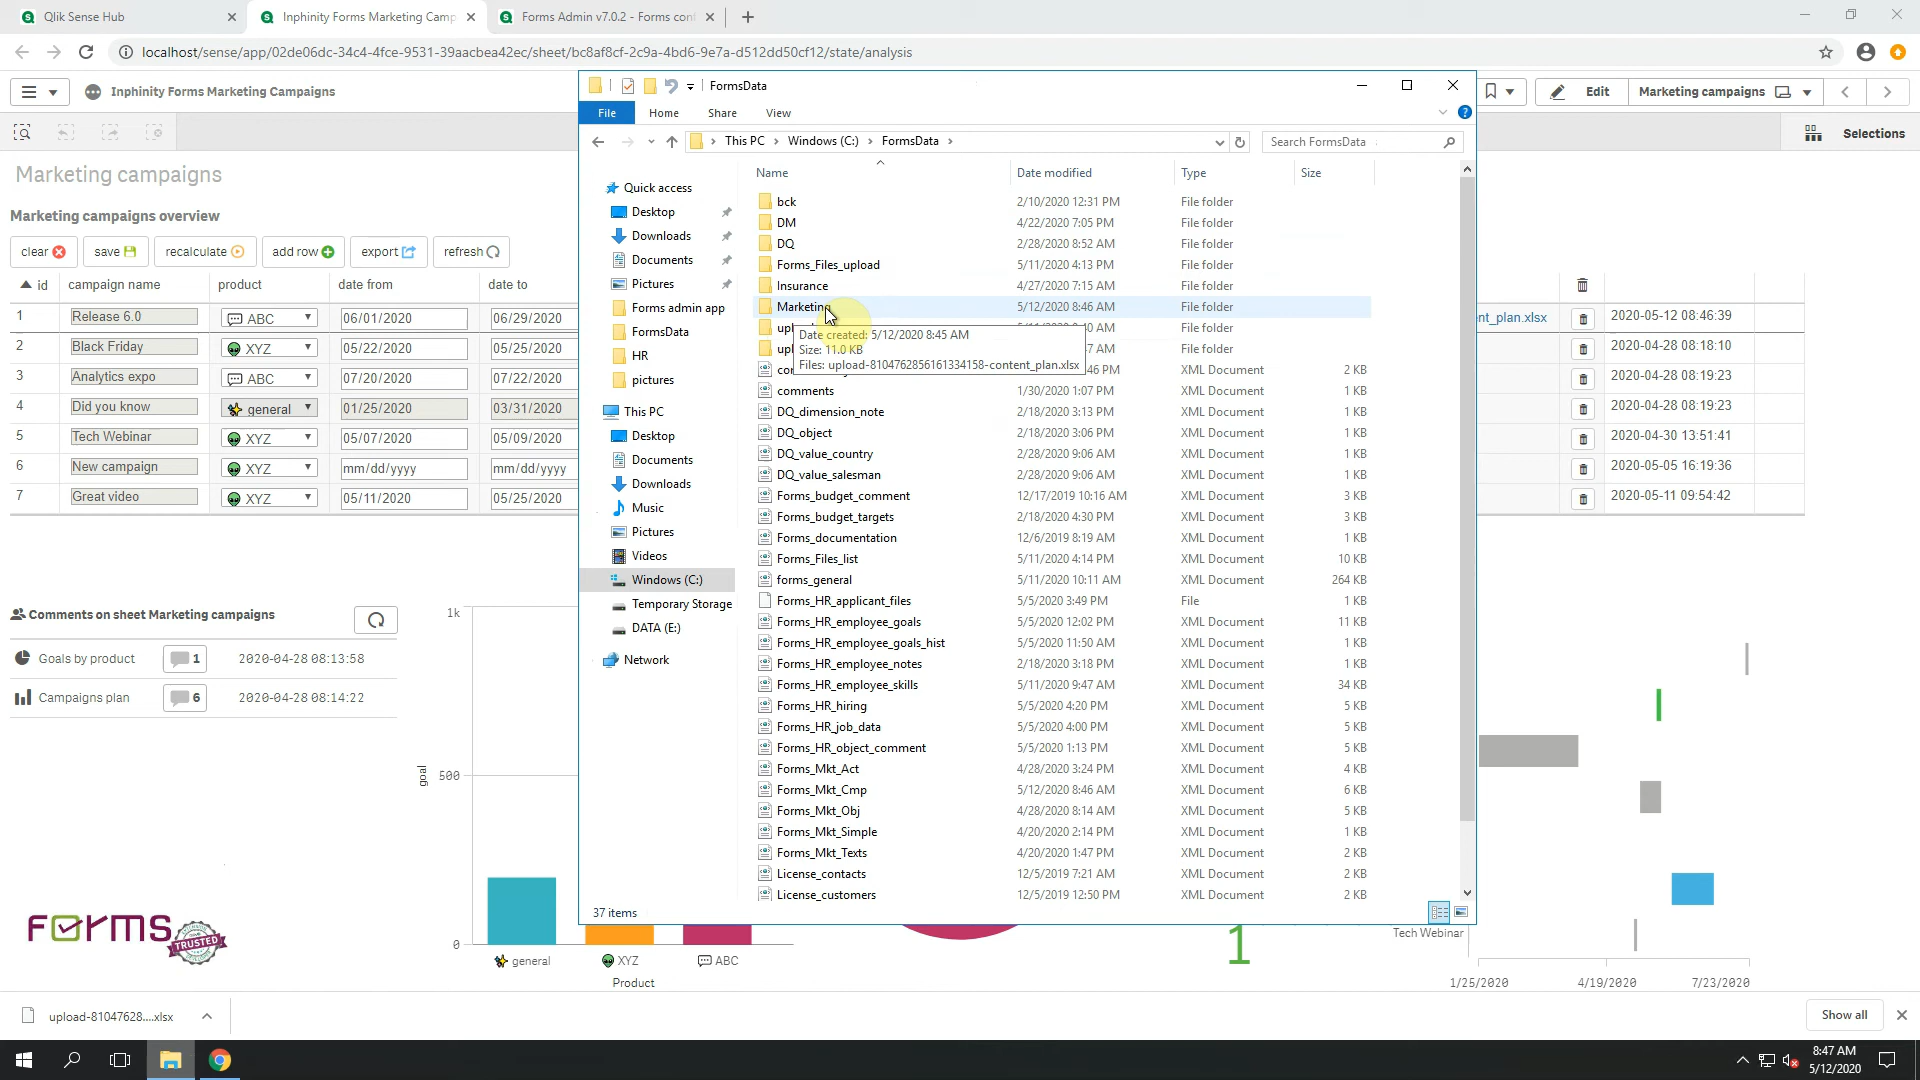 Qlik Sense Hub
Inphinity Forms Marketing Camp
Forms Admin v7.0.2 - Forms con
localhost/sense/app/02de06dc-34c4-4fce-9531-39aacbea42ec/sheet/bc8af8cf-2c9a-4bd6-9e7a-d512dd50cf12/state/analysis
Inphinity Forms Marketing Campaigns
Edit
Marketing campaigns
Selections
Marketing campaigns
Marketing campaigns overview
clear
save
recalculate
add row
export
refresh
id campaign name product date from date to
1 Release 6.0 ABC 06/01/2020 06/29/2020 nt_plan.xlsx 2020-05-12 08:46:39
2 Black Friday XYZ 05/22/2020 05/25/2020 2020-04-28 08:18:10
3 Analytics expo ABC 07/20/2020 07/22/2020 2020-04-28 08:19:23
4 Did you know general 01/25/2020 03/31/2020 2020-04-28 08:19:23
5 Tech Webinar XYZ 05/07/2020 05/09/2020 2020-04-30 13:51:41
6 New campaign XYZ mm/dd/yyyy mm/dd/yyyy 2020-05-05 16:19:36
7 Great video XYZ 05/11/2020 05/25/2020 2020-05-11 09:54:42
FormsData
File Home Share View
This PC > Windows (C:) > FormsData >
Search FormsData
Quick access
Desktop
Downloads
Documents
Pictures
Forms admin app
FormsData
HR
pictures
This PC
Desktop
Documents
Downloads
Music
Pictures
Videos
Windows (C:)
Temporary Storage
DATA (E:)
Network
Name Date modified Type Size
bck 2/10/2020 12:31 PM File folder
DM 4/22/2020 7:05 PM File folder
DQ 2/28/2020 8:52 AM File folder
Forms_Files_upload 5/11/2020 4:13 PM File folder
Insurance 4/27/2020 7:15 AM File folder
Marketing 5/12/2020 8:46 AM File folder
File folder
File folder
Date created: 5/12/2020 8:45 AM
Size: 11.0 KB
Files: upload-8104762856161334158-content_plan.xlsx
XML Document 2 KB
comments 1/30/2020 1:07 PM XML Document 1 KB
DQ_dimension_note 2/18/2020 3:13 PM XML Document 1 KB
DQ_object 2/18/2020 3:06 PM XML Document 1 KB
DQ_value_country 2/28/2020 9:06 AM XML Document 1 KB
DQ_value_salesman 2/28/2020 9:06 AM XML Document 1 KB
Forms_budget_comment 12/17/2019 10:16 AM XML Document 3 KB
Forms_budget_targets 2/18/2020 4:30 PM XML Document 3 KB
Forms_documentation 12/6/2019 8:19 AM XML Document 1 KB
Forms_Files_list 5/11/2020 4:14 PM XML Document 10 KB
forms_general 5/11/2020 10:11 AM XML Document 264 KB
Forms_HR_applicant_files 5/5/2020 3:49 PM File 1 KB
Forms_HR_employee_goals 5/5/2020 12:02 PM XML Document 11 KB
Forms_HR_employee_goals_hist 5/5/2020 11:50 AM XML Document 1 KB
Forms_HR_employee_notes 2/18/2020 3:18 PM XML Document 1 KB
Forms_HR_employee_skills 5/11/2020 9:47 AM XML Document 34 KB
Forms_HR_hiring 5/5/2020 4:20 PM XML Document 5 KB
Forms_HR_job_data 5/5/2020 4:00 PM XML Document 5 KB
Forms_HR_object_comment 5/5/2020 1:13 PM XML Document 5 KB
Forms_Mkt_Act 4/28/2020 3:24 PM XML Document 4 KB
Forms_Mkt_Cmp 5/12/2020 8:46 AM XML Document 6 KB
Forms_Mkt_Obj 4/28/2020 8:14 AM XML Document 5 KB
Forms_Mkt_Simple 4/20/2020 2:14 PM XML Document 1 KB
Forms_Mkt_Texts 4/20/2020 1:47 PM XML Document 2 KB
License_contacts 12/5/2019 7:21 AM XML Document 2 KB
License_customers 12/5/2019 12:50 PM XML Document 2 KB
37 items
Comments on sheet Marketing campaigns
Goals by product 1 2020-04-28 08:13:58
Campaigns plan 6 2020-04-28 08:14:22
FORMS
TRUSTED
1k
500
0
goal
general XYZ ABC
Product
1
Tech Webinar
1/25/2020 4/19/2020 7/23/2020
upload-81047628....xlsx
Show all
8:47 AM
5/12/2020